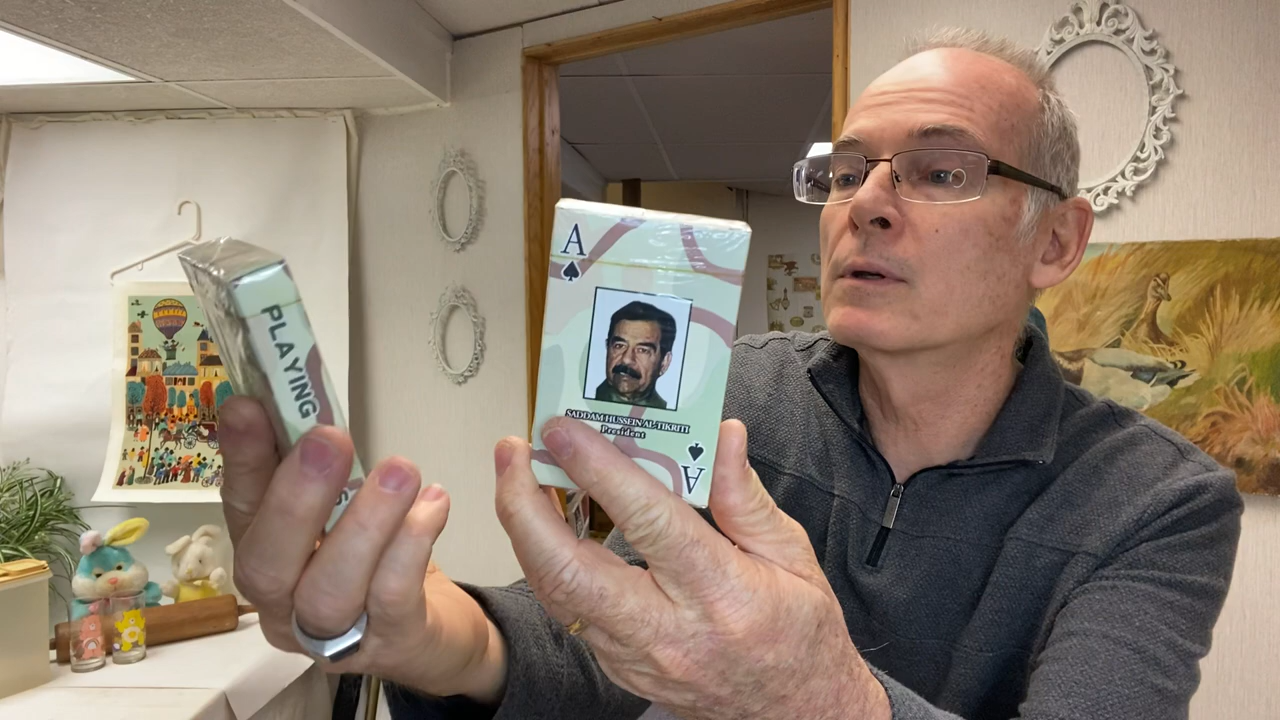 PLAYING
A
SADDAM HUSSEIN AL-TIKRITI
President
A